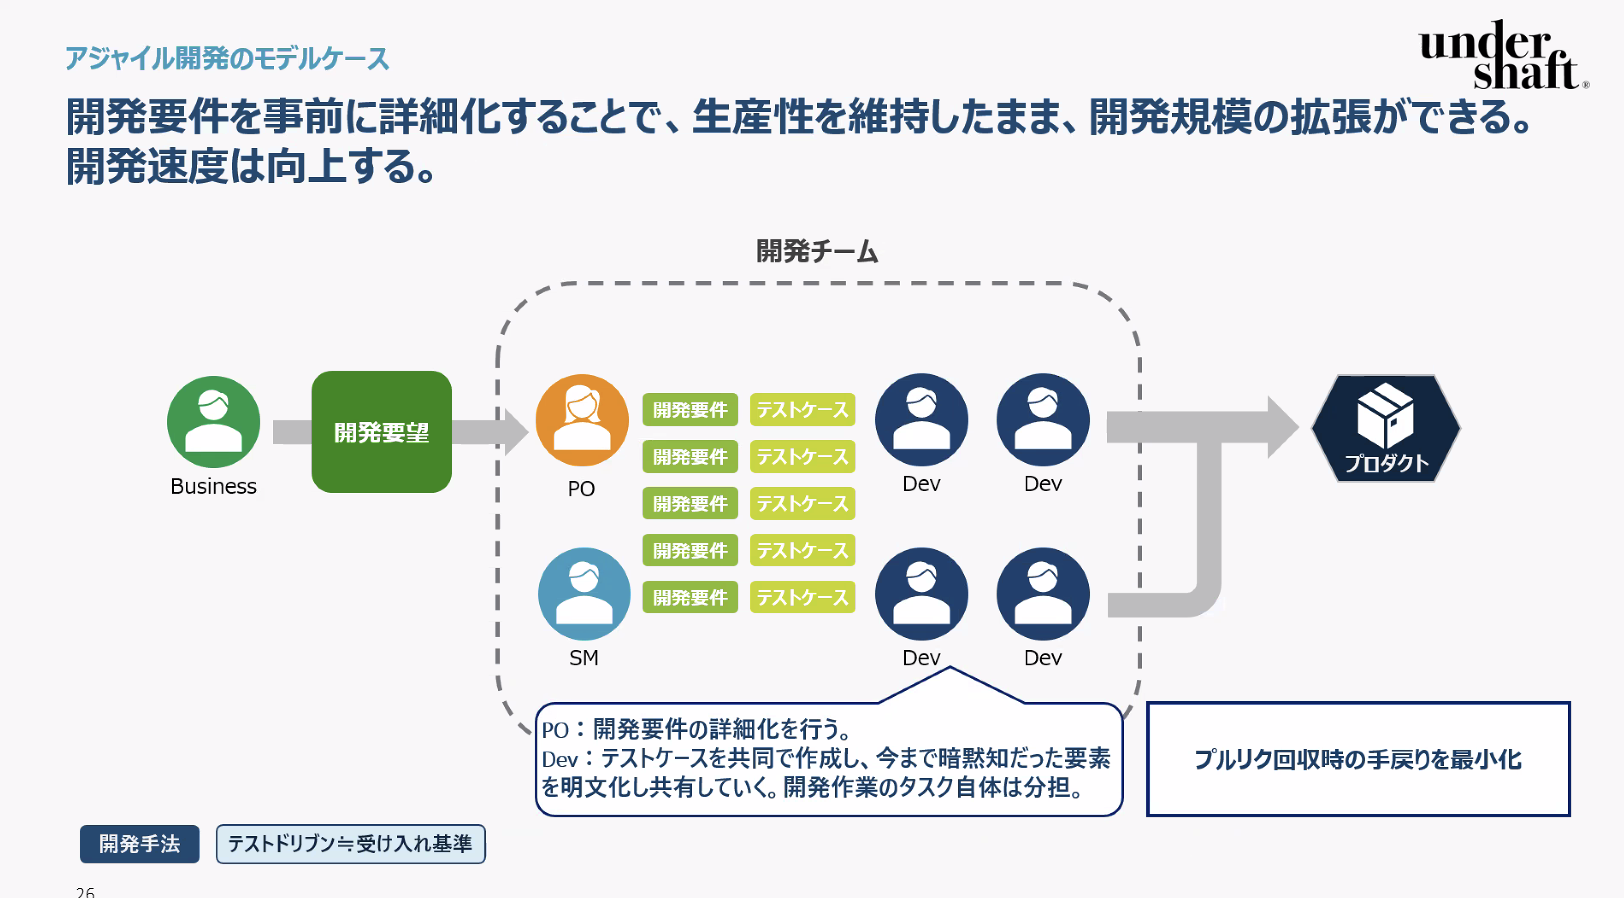 アジャイル開発のモデルケース
under
shaft®
開発要件を事前に詳細化することで、生産性を維持したまま、開発規模の拡張ができる。
開発速度は向上する。
開発チーム
Business
開発要望
PO
SM
開発要件 テストケース
開発要件 テストケース
開発要件 テストケース
開発要件 テストケース
開発要件 テストケース
Dev Dev
Dev Dev
プロダクト
PO：開発要件の詳細化を行う。
Dev：テストケースを共同で作成し、今まで暗黙知だった要素
を明文化し共有していく。開発作業のタスク自体は分担。
プルリク回収時の手戻りを最小化
開発手法 テストドリブン≒受け入れ基準
26